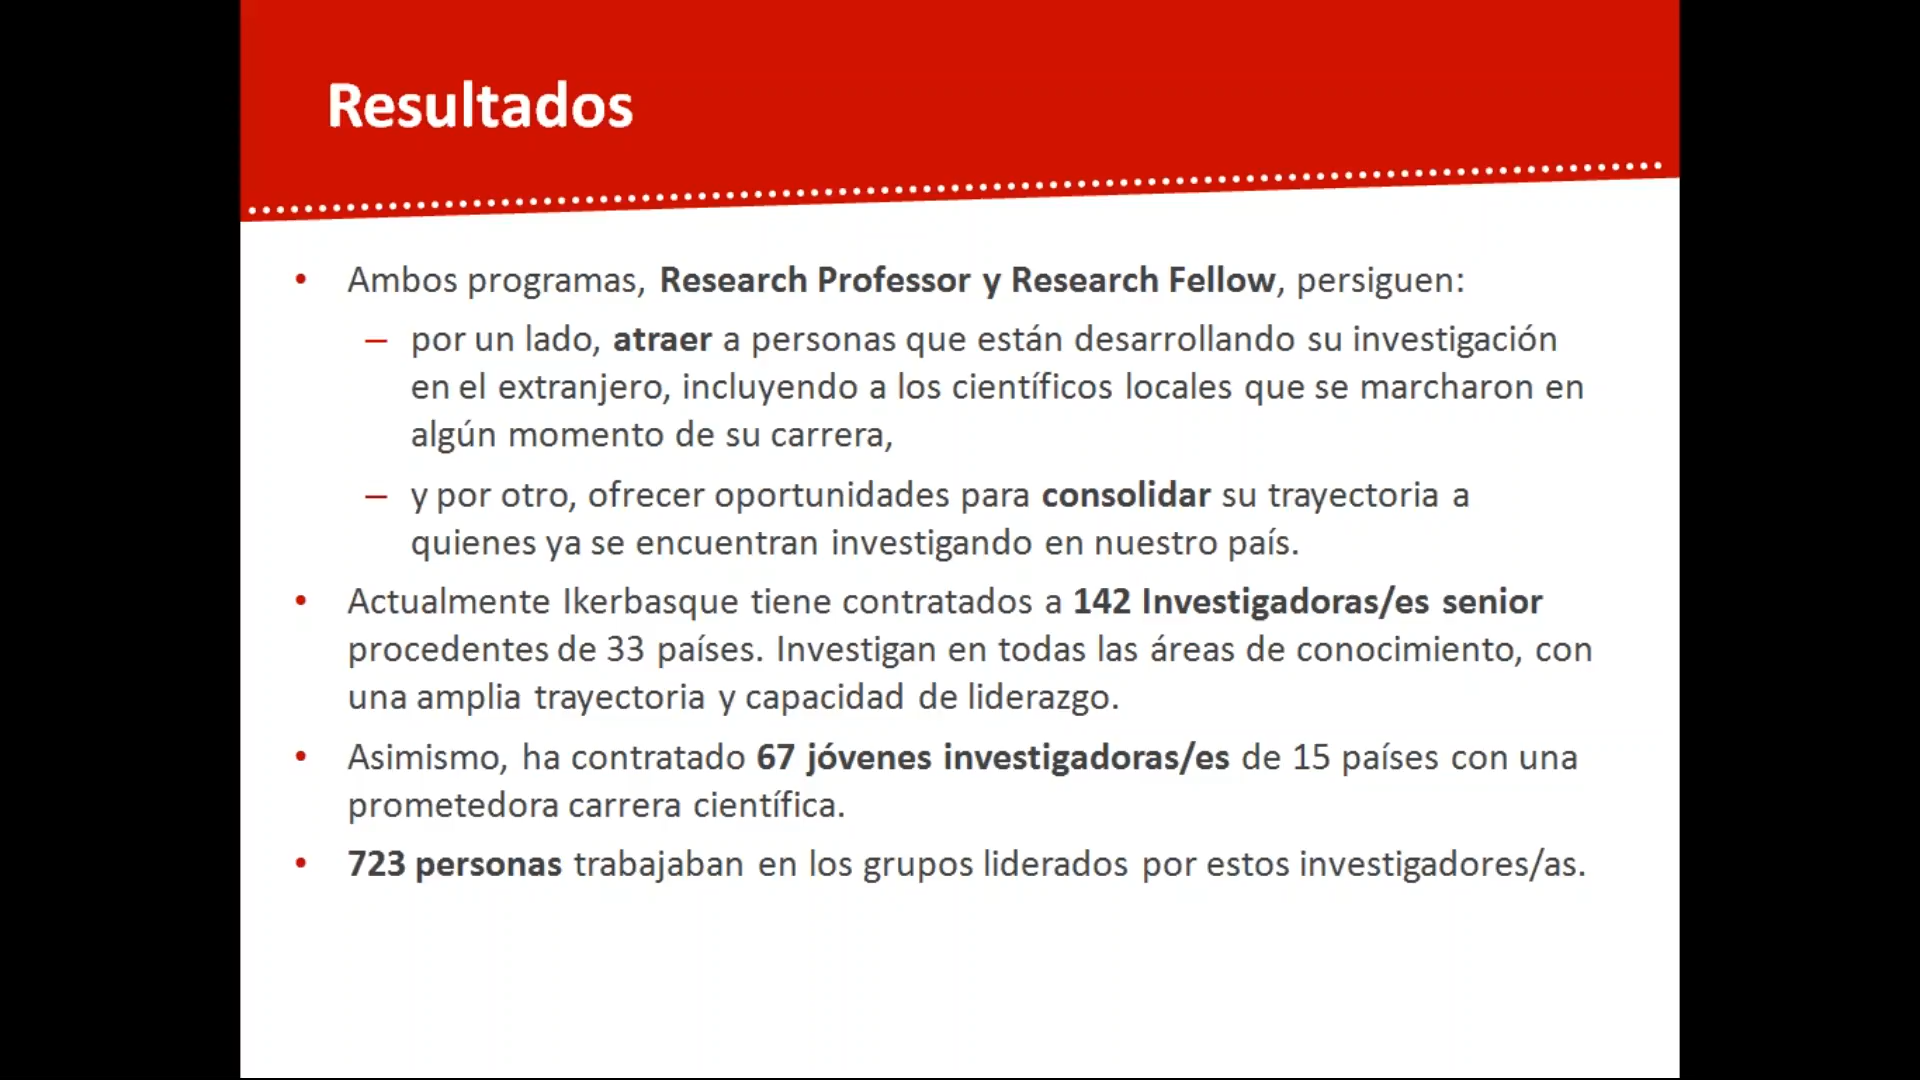 Resultados
• Ambos programas, Research Professor y Research Fellow, persiguen:
– por un lado, atraer a personas que están desarrollando su investigación
en el extranjero, incluyendo a los científicos locales que se marcharon en
algún momento de su carrera,
– y por otro, ofrecer oportunidades para consolidar su trayectoria a
quienes ya se encuentran investigando en nuestro país.
• Actualmente Ikerbasque tiene contratados a 142 Investigadoras/es senior
procedentes de 33 países. Investigan en todas las áreas de conocimiento, con
una amplia trayectoria y capacidad de liderazgo.
• Asimismo, ha contratado 67 jóvenes investigadoras/es de 15 países con una
prometedora carrera científica.
• 723 personas trabajaban en los grupos liderados por estos investigadores/as.